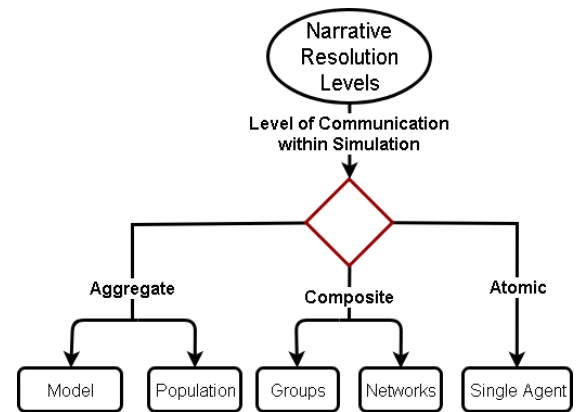 Narrative
Resolution
Levels
Level of Communication
within Simulation
Aggregate
Composite
Atomic
Model
Population
Groups
Networks
Single Agent